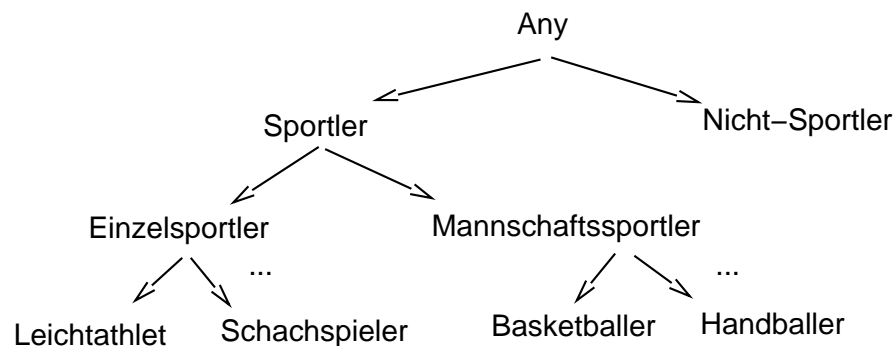 Any
Sportler
Nicht−Sportler
Einzelsportler
Mannschaftssportler
...
...
Leichtathlet
Schachspieler
Basketballer
Handballer